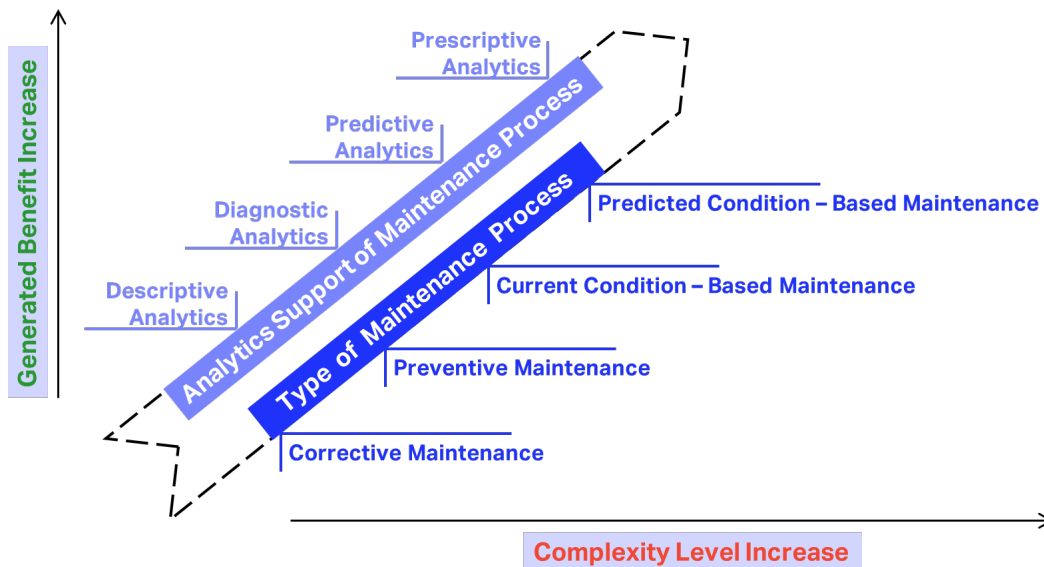 Generated Benefit Increase
Prescriptive
Analytics
Predictive
Analytics
Diagnostic
Analytics
Descriptive
Analytics
Analytics Support of Maintenance Process
Type of Maintenance Process
Predicted Condition – Based Maintenance
Current Condition – Based Maintenance
Preventive Maintenance
Corrective Maintenance
Complexity Level Increase